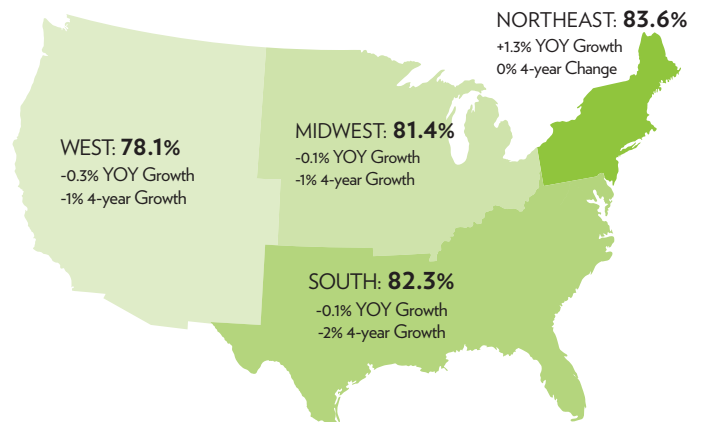 NORTHEAST: 83.6%
+1.3% YOY Growth
0% 4-year Change
MIDWEST: 81.4%
-0.1% YOY Growth
-1% 4-year Growth
WEST: 78.1%
-0.3% YOY Growth
-1% 4-year Growth
SOUTH: 82.3%
-0.1% YOY Growth
-2% 4-year Growth